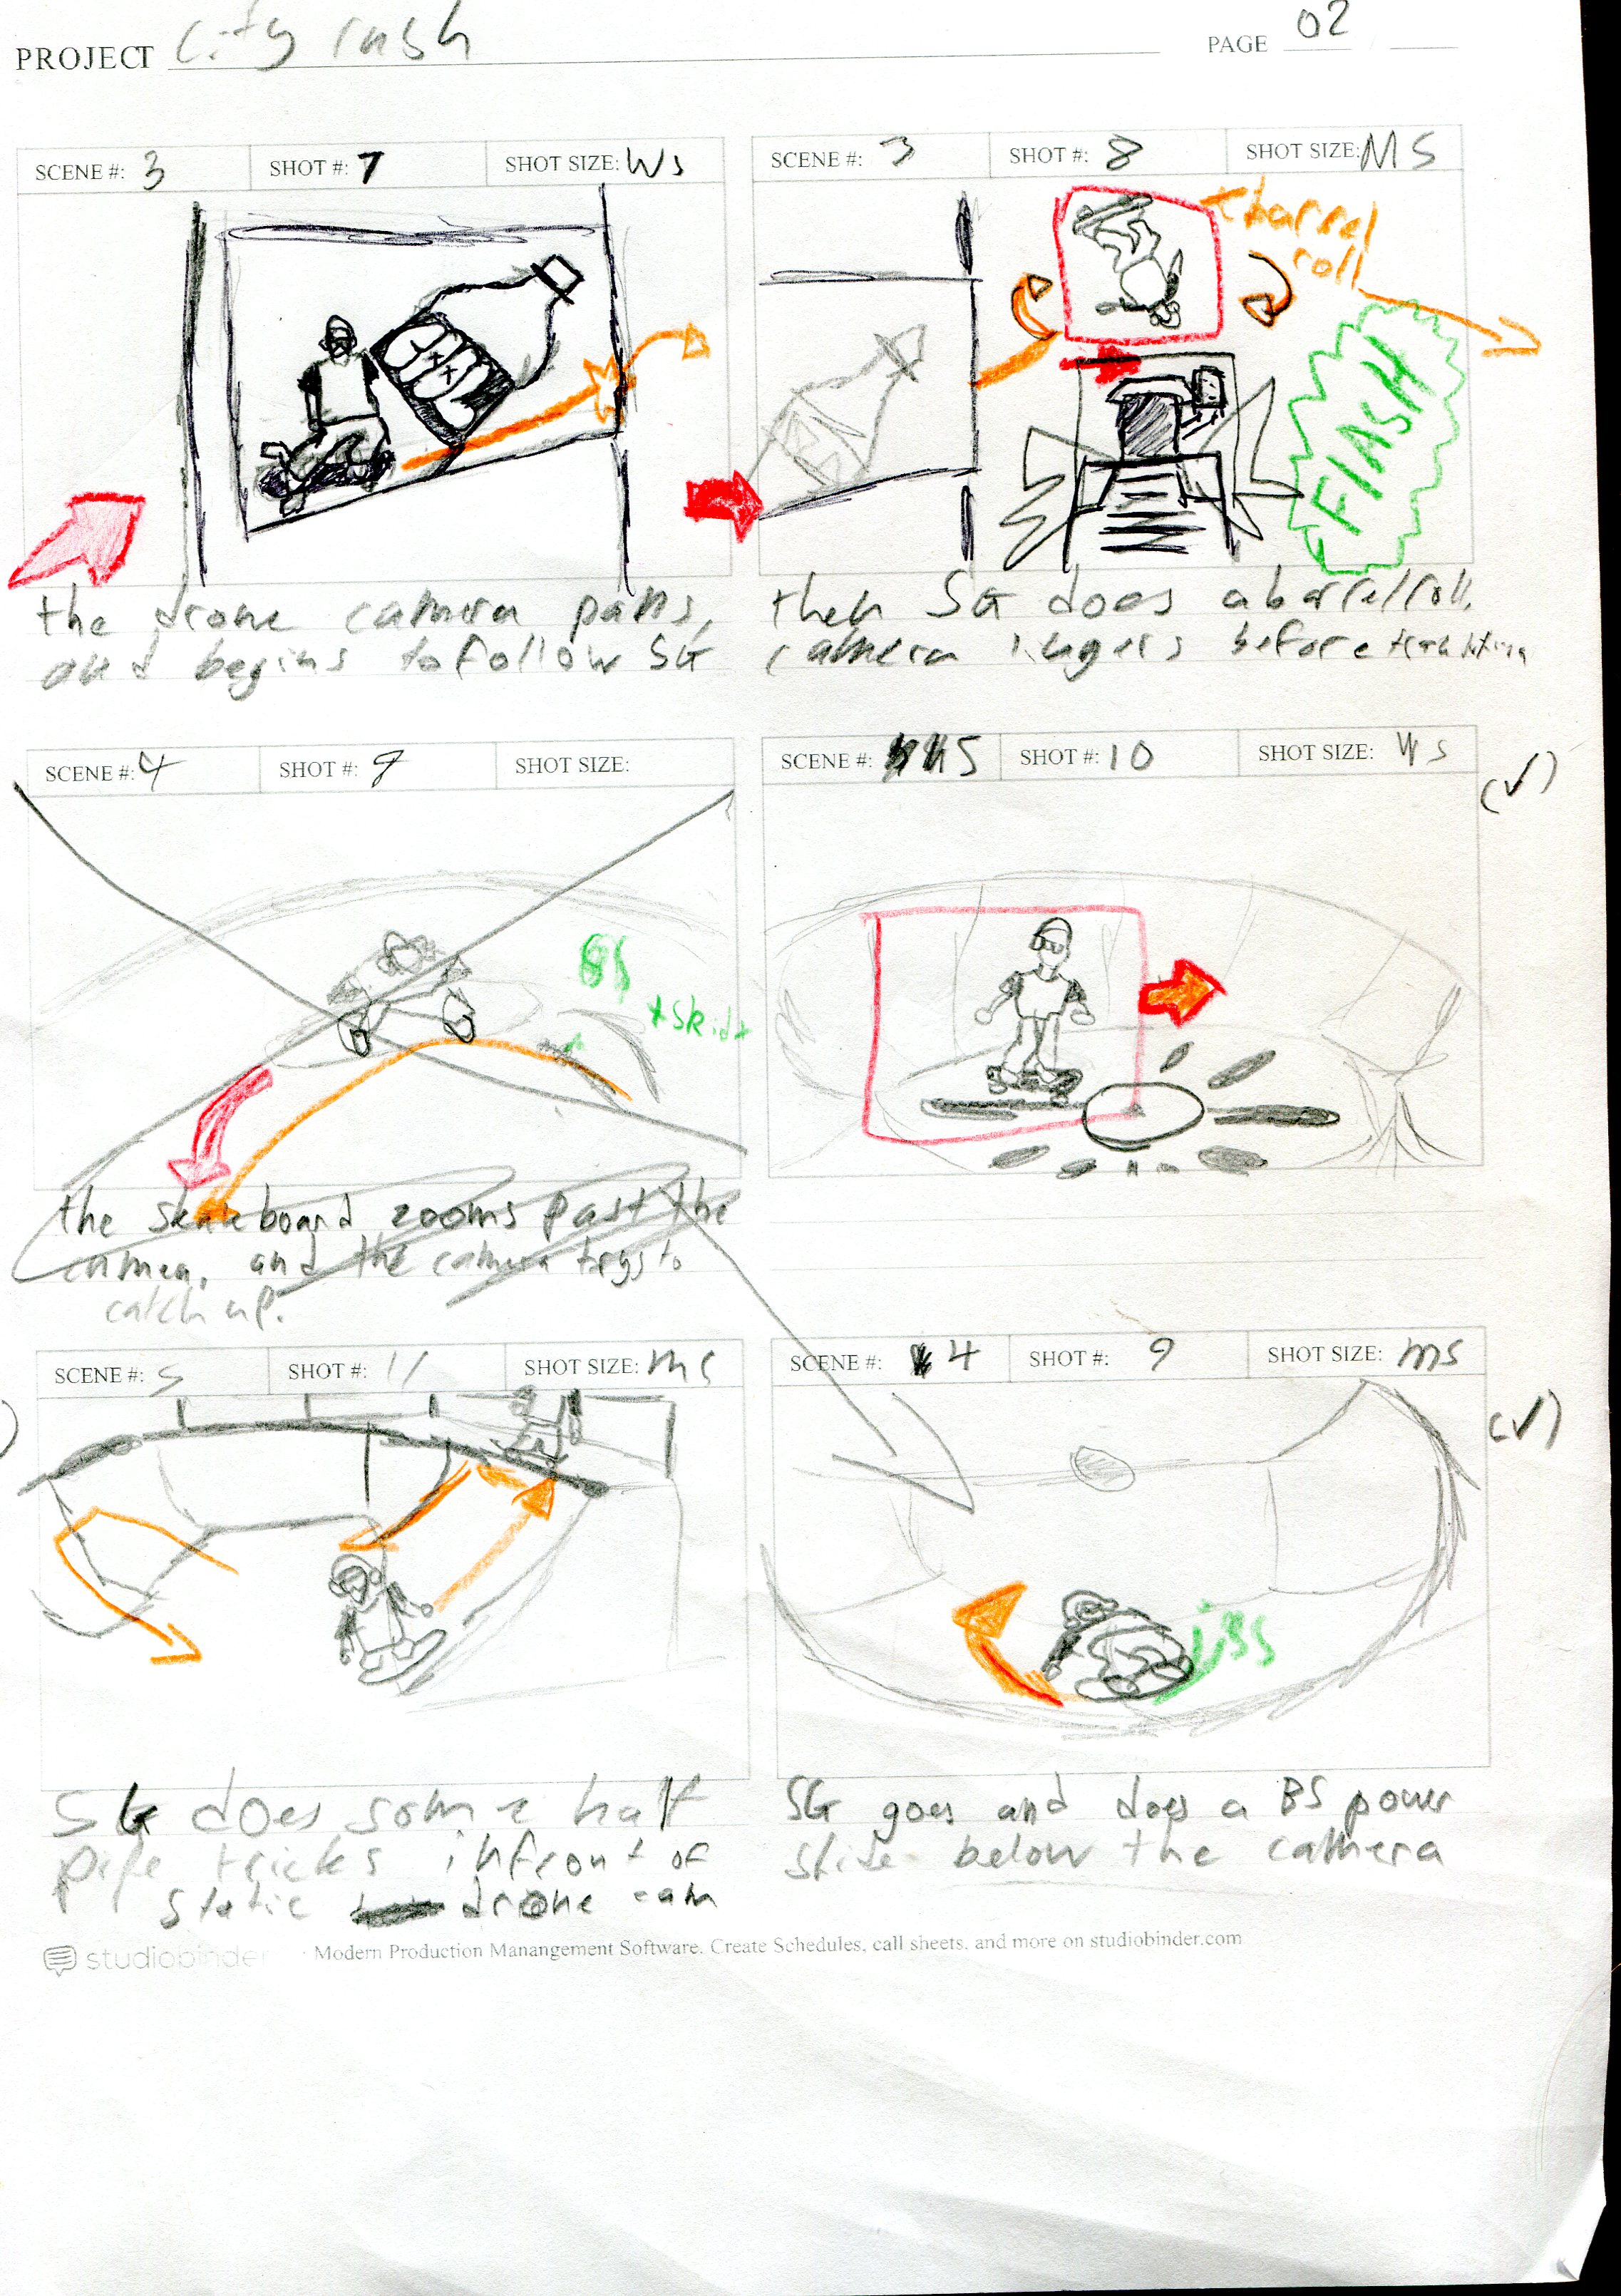 PROJECT City rush
PAGE 02
SCENE #: 3 SHOT #: 7 SHOT SIZE: WS
SCENE #: 3 SHOT #: 8 SHOT SIZE: MS
barrel
roll
FLASH
the drone camera pans,
and begins to follow SG
then SG does a barrel roll.
camera lingers before
SCENE #: 4 SHOT #: 9 SHOT SIZE:
SCENE #: 5 SHOT #: 10 SHOT SIZE: WS
(✓)
*skid*
the skateboard zooms past the
camea, and the camera trys to
catch up.
SCENE #: 5 SHOT #: 11 SHOT SIZE: MS
SCENE #: 4 SHOT #: 9 SHOT SIZE: MS
(✓)
BS
SG does some half
pipe tricks infront of
static drone cam
SG goes and does a BS power
slide below the camera
studiobinder
Modern Production Manangement Software. Create Schedules, call sheets, and more on studiobinder.com